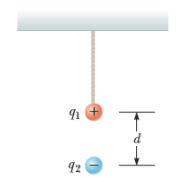 q₁ +
d
q₂ −